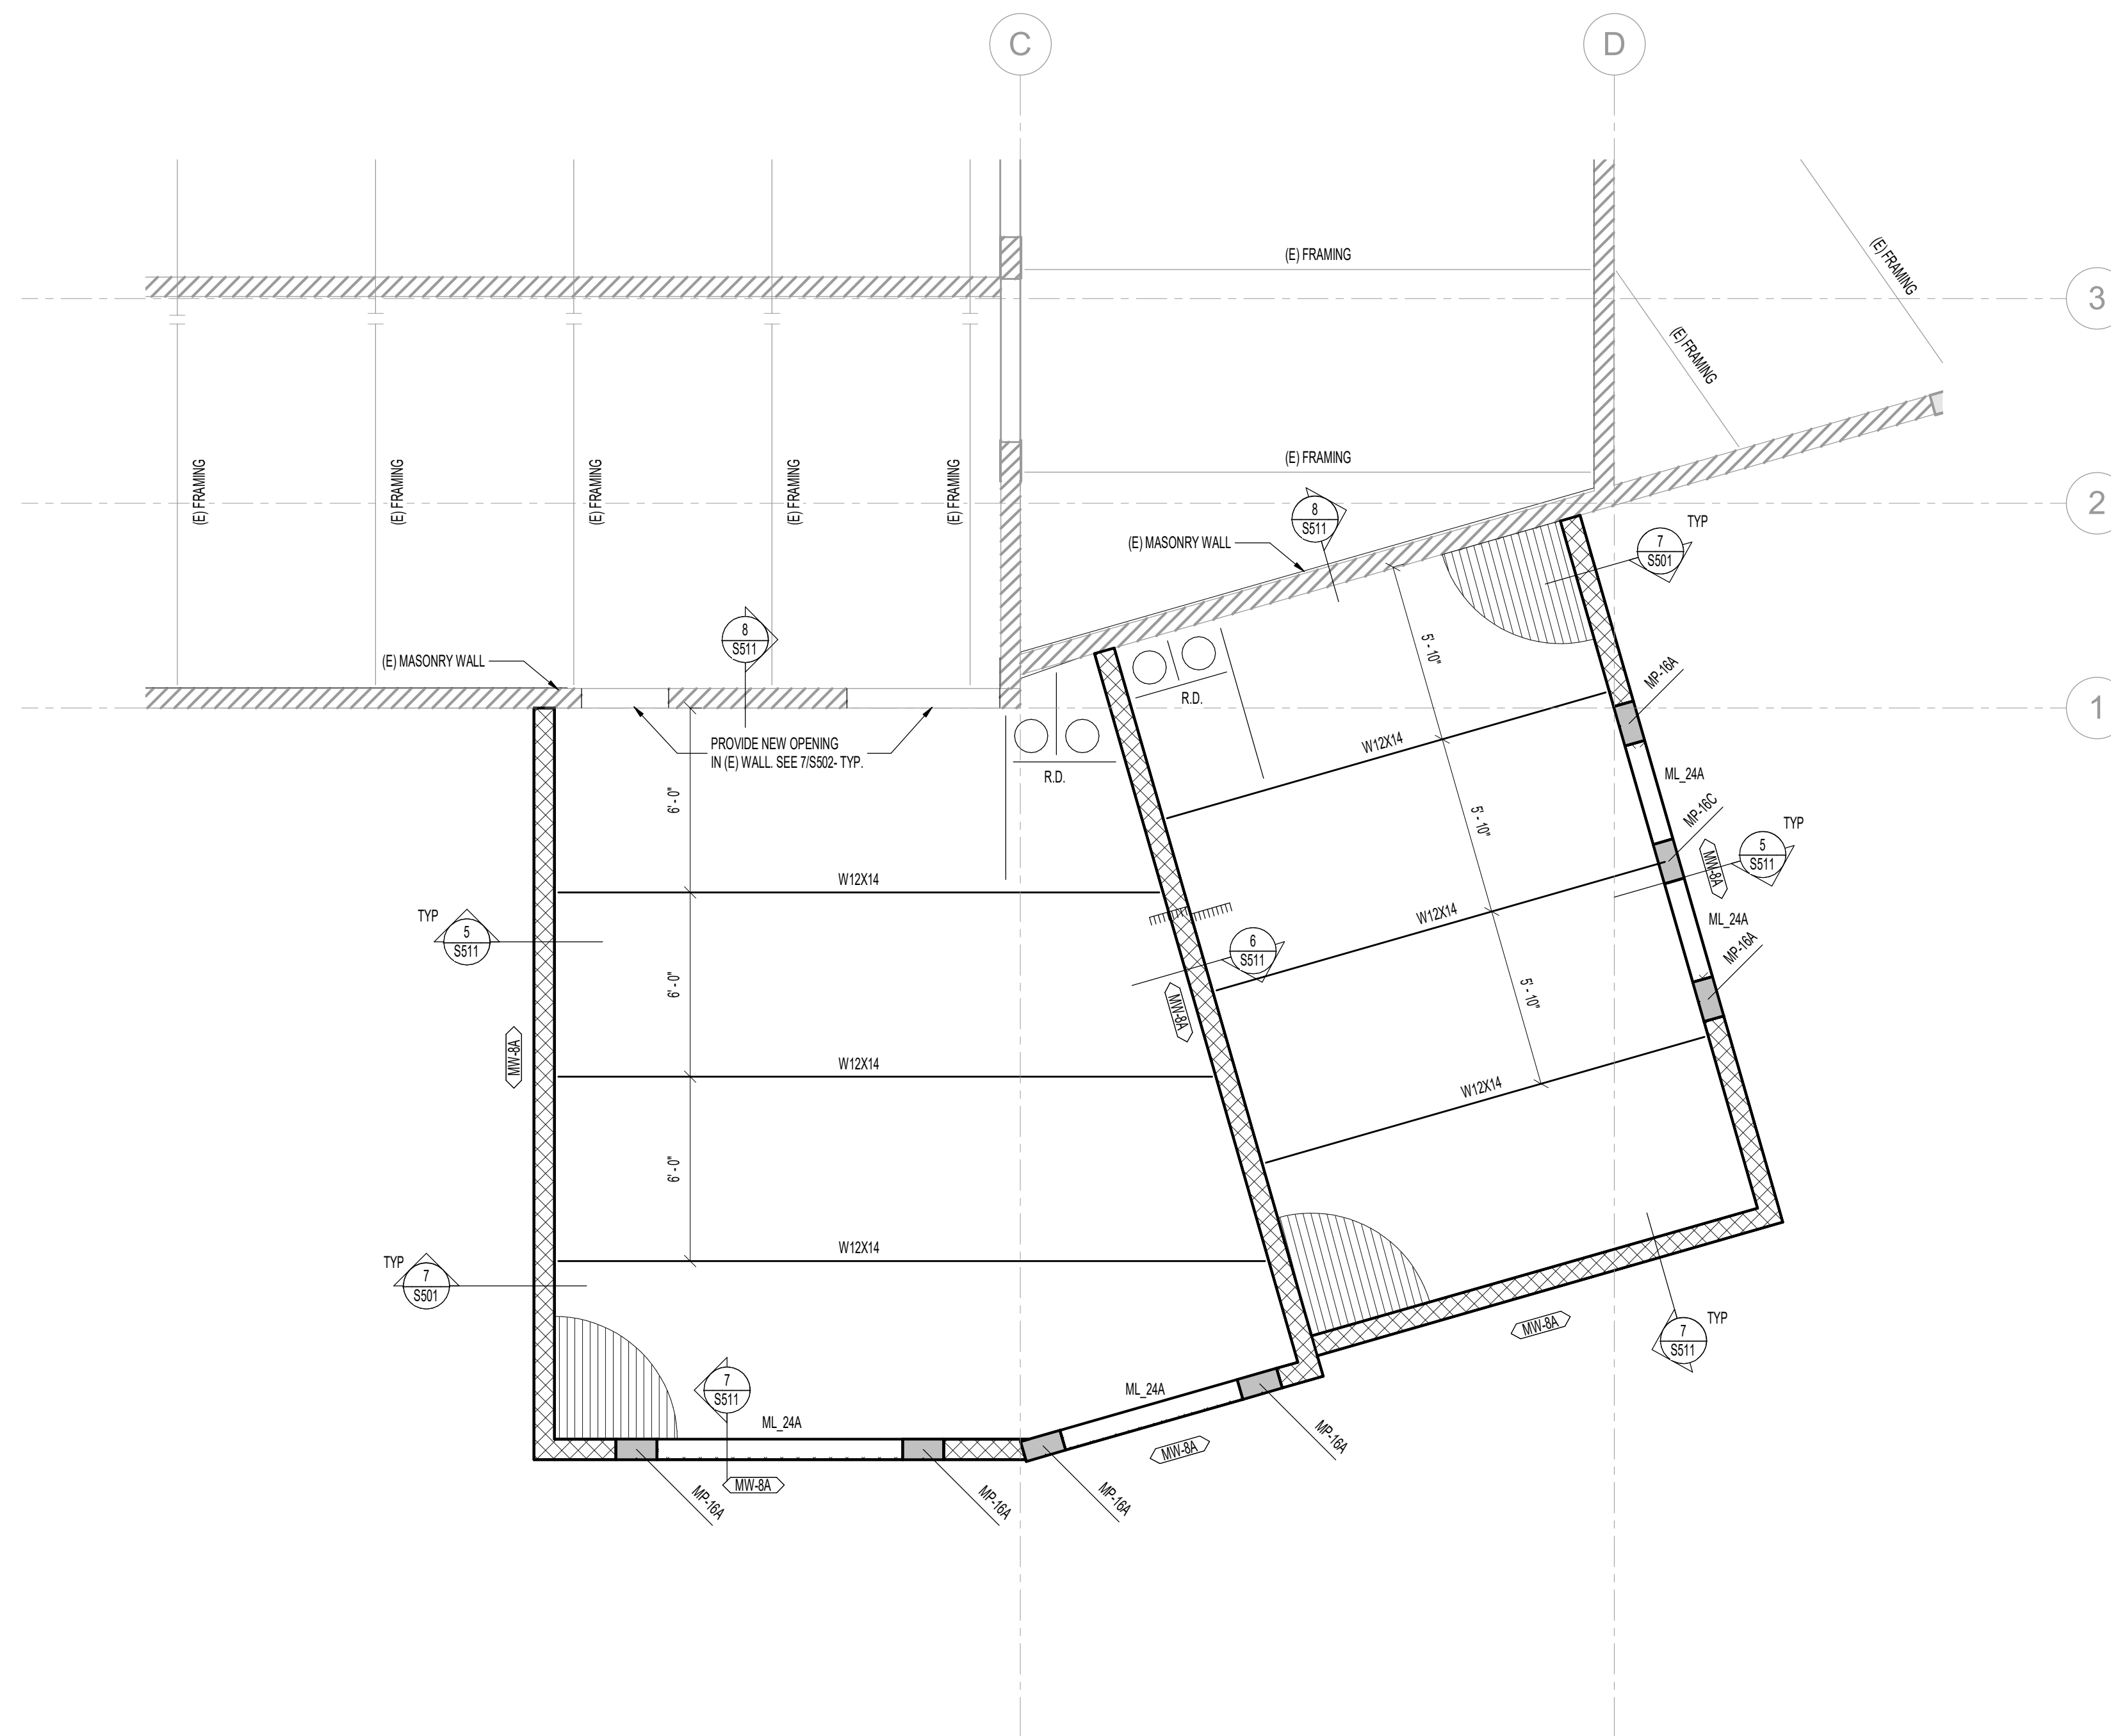 C
D
(E) FRAMING
(E) FRAMING
3
(E) FRAMING
(E) FRAMING
(E) FRAMING
(E) FRAMING
(E) FRAMING
(E) FRAMING
(E) FRAMING
(E) FRAMING
2
8
S511
(E) MASONRY WALL
TYP
7
S501
8
S511
(E) MASONRY WALL
5' - 10"
MP-16A
R.D.
1
PROVIDE NEW OPENING
IN (E) WALL. SEE 7/S502- TYP.
R.D.
W12X14
ML_24A
6' - 0"
5' - 10"
MP-16C
TYP
5
S511
MW-8A
W12X14
TYP
5
S511
W12X14
ML_24A
MP-16A
6
S511
6' - 0"
5' - 10"
MW-8A
MW-8A
W12X14
W12X14
6' - 0"
W12X14
TYP
7
S501
MW-8A
TYP
7
S511
7
S511
ML_24A
ML_24A
MP-16A
MW-8A
MW-8A
MP-16A
MP-16A
MP-16A